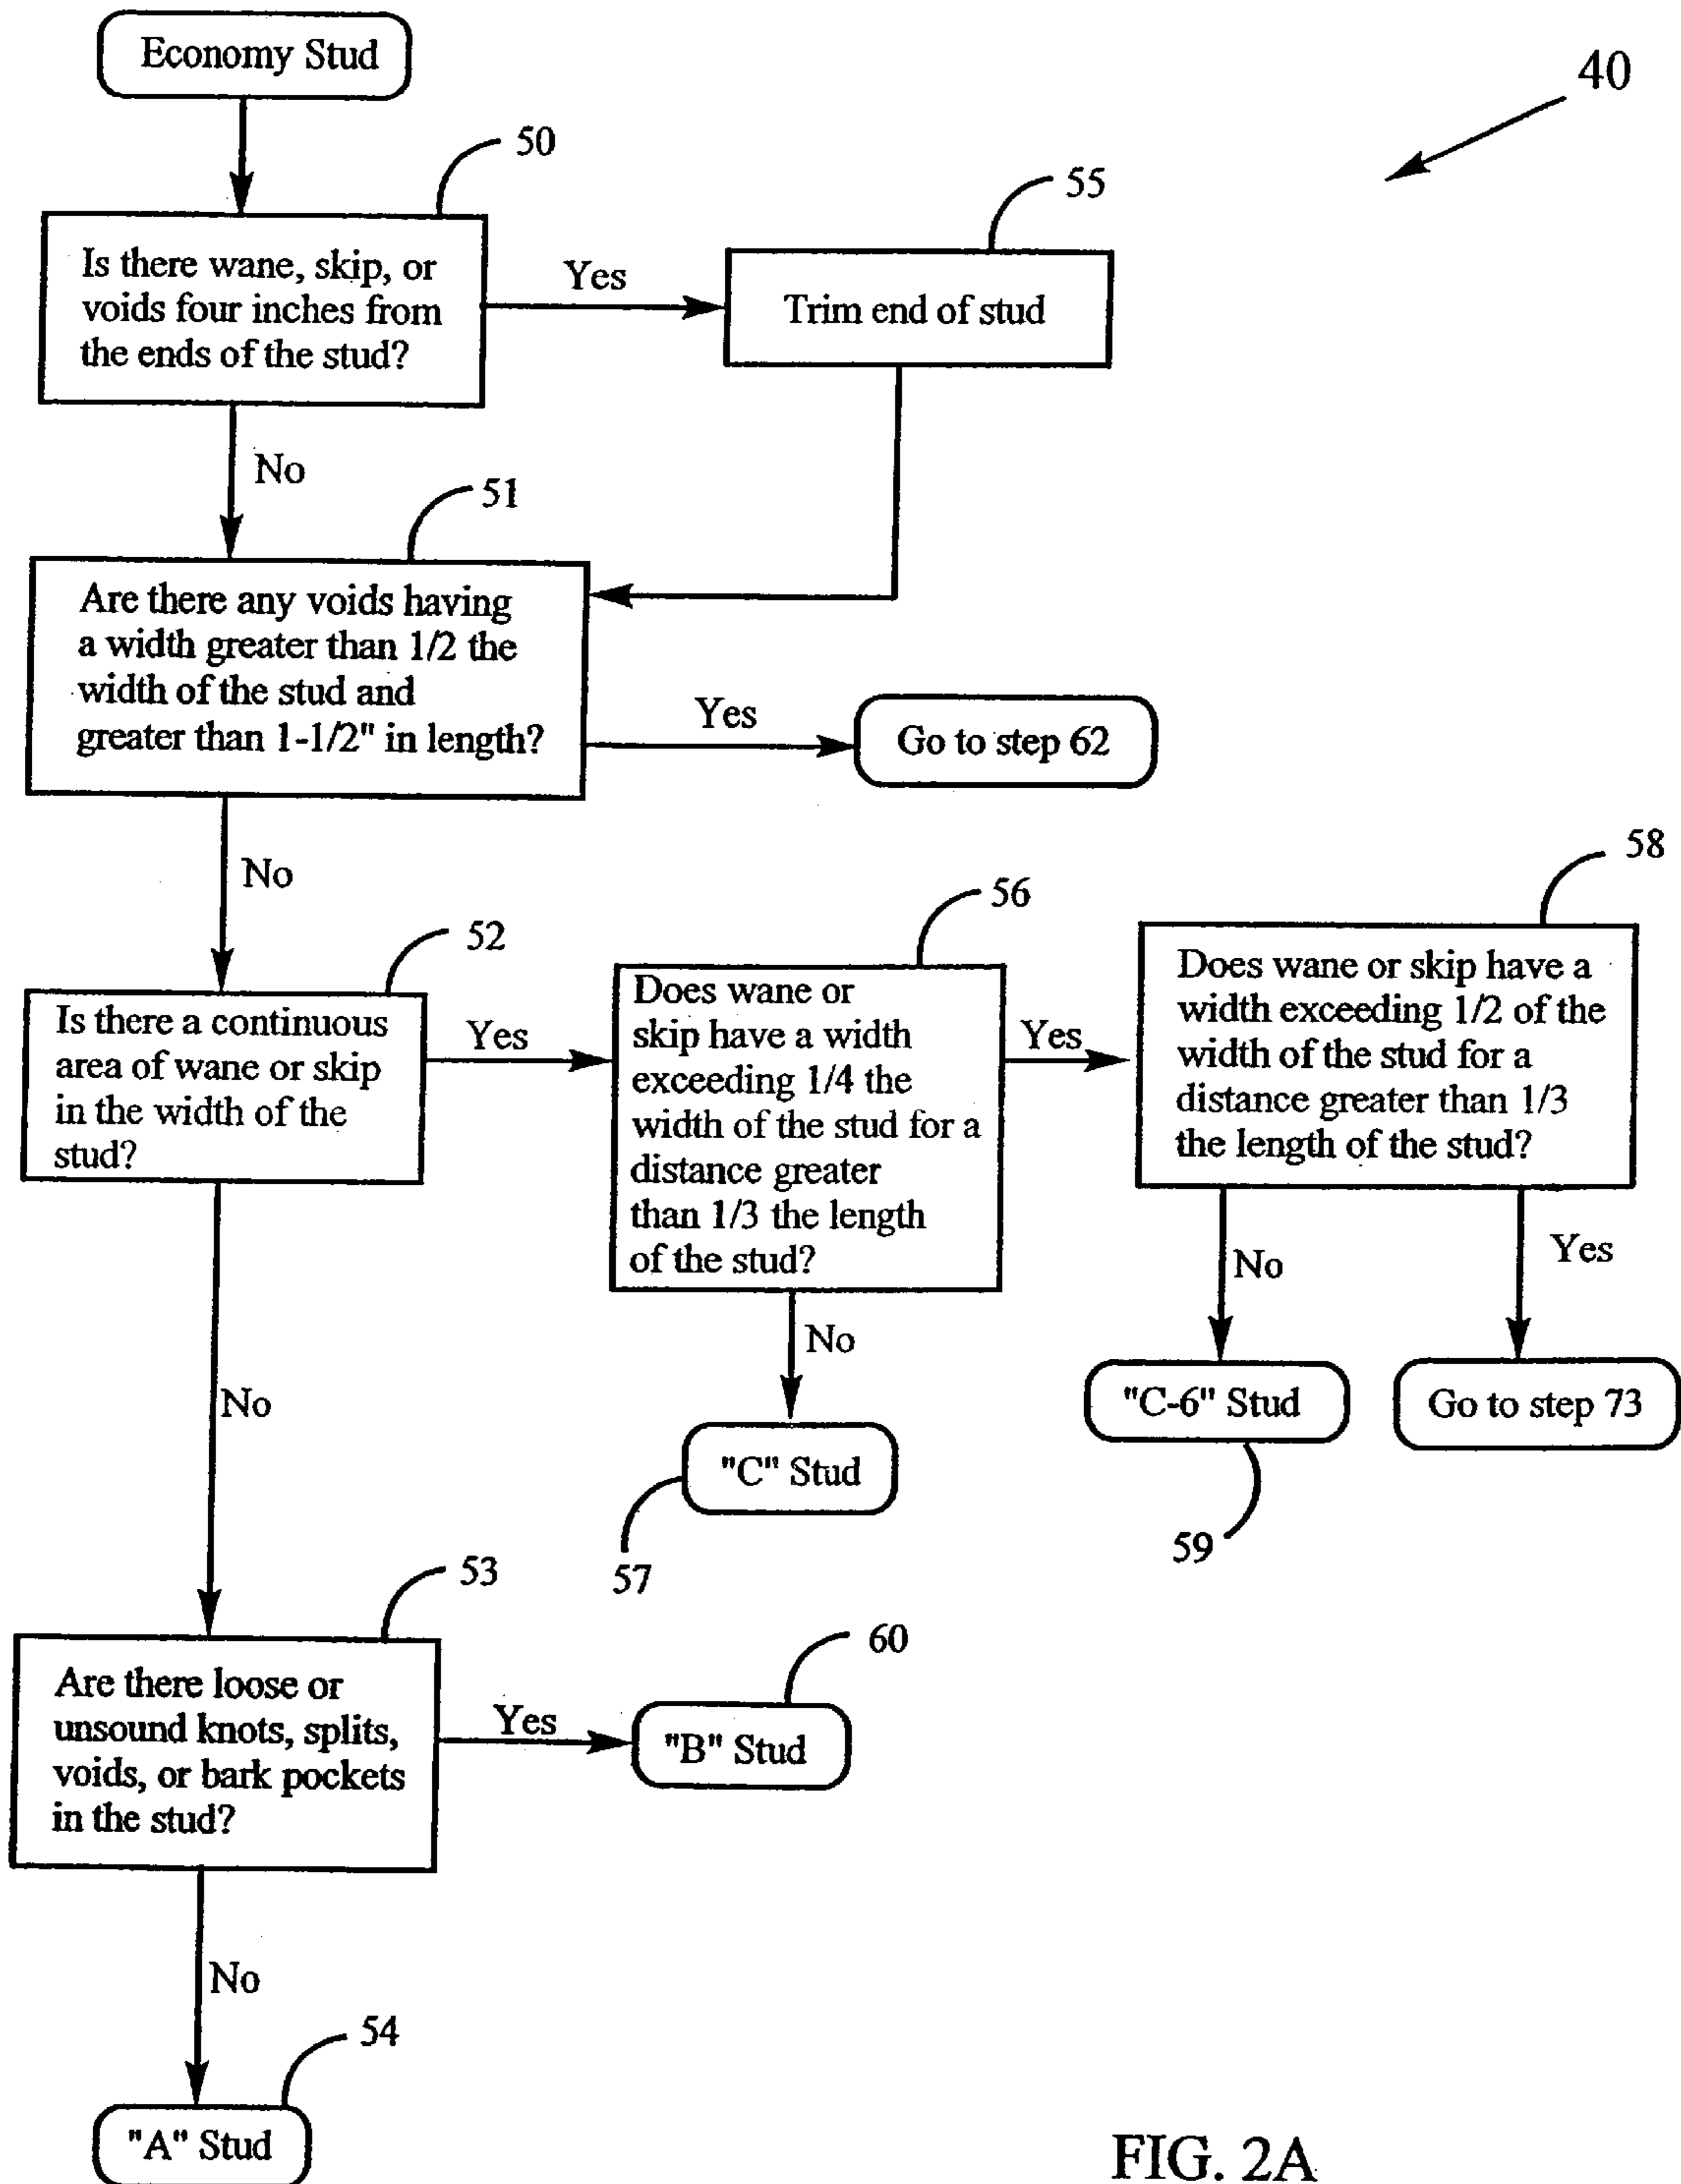 Economy Stud
40
50
55
Is there wane, skip, or
voids four inches from
the ends of the stud?
Yes
Trim end of stud
No
51
Are there any voids having
a width greater than 1/2 the
width of the stud and
greater than 1-1/2" in length?
Yes
Go to step 62
No
52
56
58
Is there a continuous
area of wane or skip
in the width of the
stud?
Yes
Does wane or
skip have a width
exceeding 1/4 the
width of the stud for a
distance greater
than 1/3 the length
of the stud?
Yes
Does wane or skip have a
width exceeding 1/2 of the
width of the stud for a
distance greater than 1/3
the length of the stud?
No
Yes
No
"C-6" Stud
Go to step 73
59
"C" Stud
57
No
53
60
Are there loose or
unsound knots, splits,
voids, or bark pockets
in the stud?
Yes
"B" Stud
No
54
"A" Stud
FIG. 2A